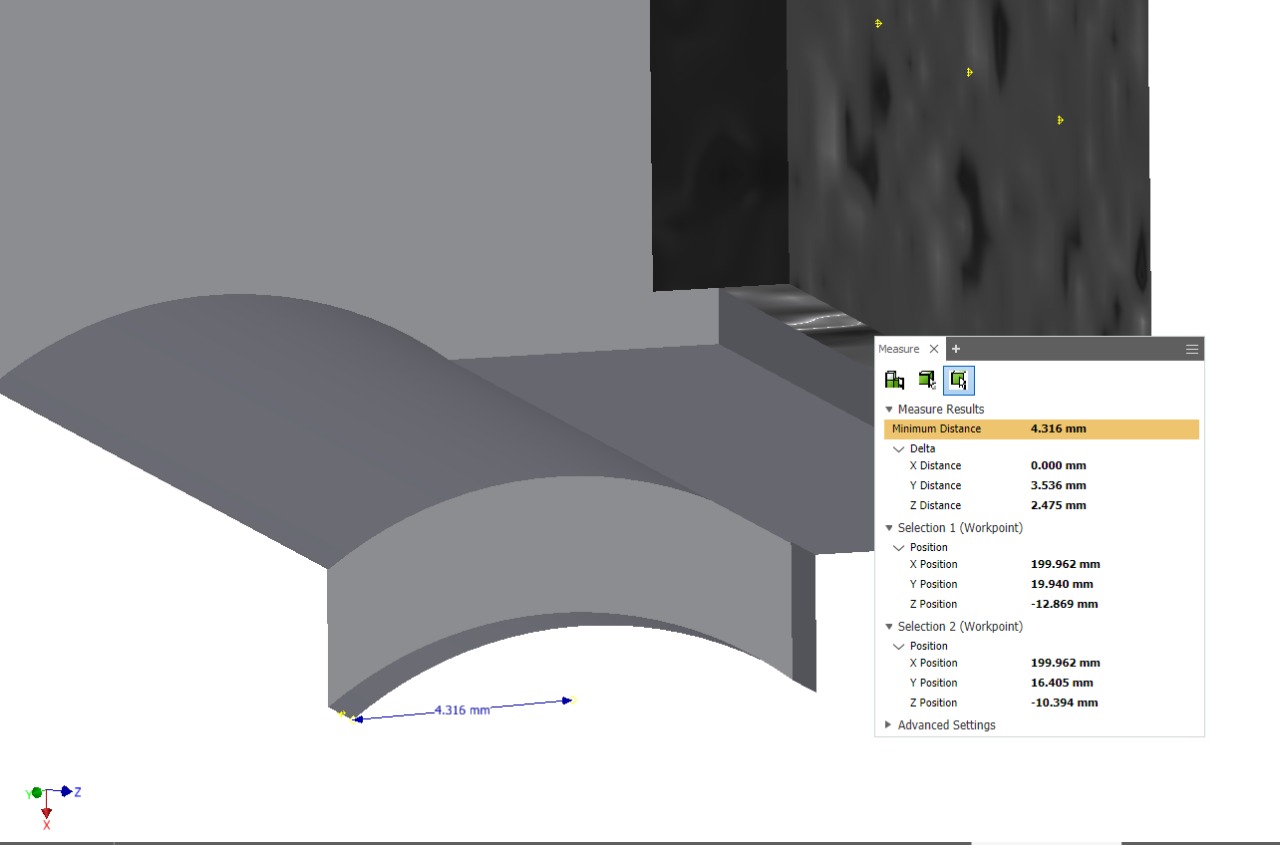 Measure
Measure Results
Minimum Distance 4.316 mm
Delta
X Distance 0.000 mm
Y Distance 3.536 mm
Z Distance 2.475 mm
Selection 1 (Workpoint)
Position
X Position 199.962 mm
Y Position 19.940 mm
Z Position -12.869 mm
Selection 2 (Workpoint)
Position
X Position 199.962 mm
Y Position 16.405 mm
Z Position -10.394 mm
Advanced Settings
4.316 mm
Y Z
X